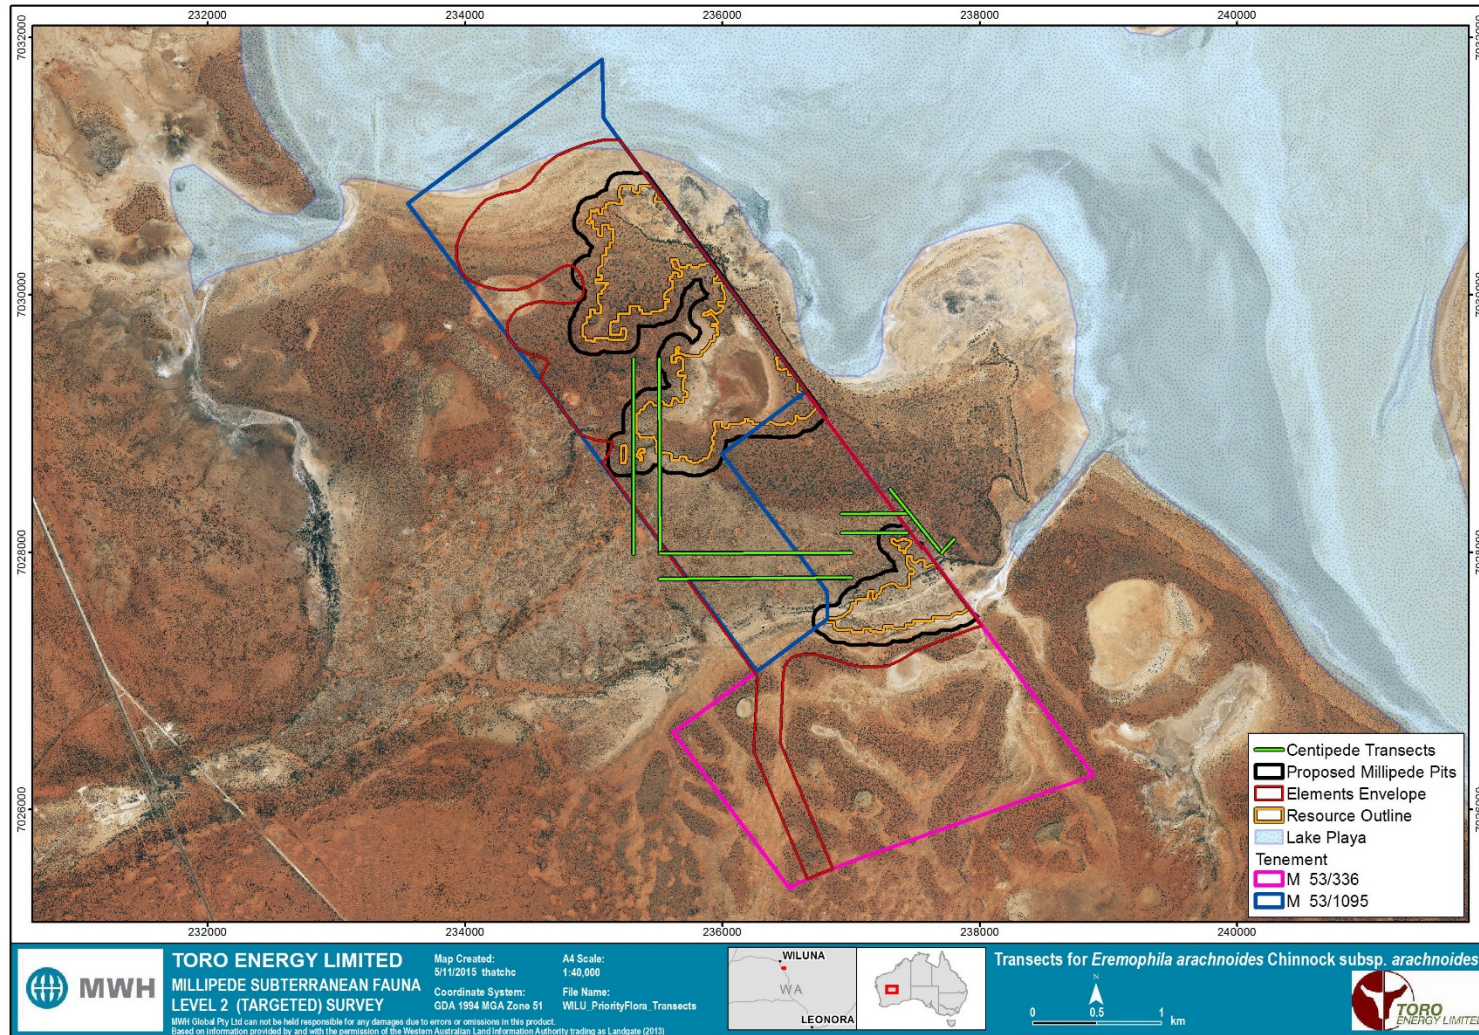 232000 234000 236000 238000 240000
7032000 7032000
7030000 7030000
7028000 7028000
7026000 7026000
Centipede Transects
Proposed Millipede Pits
Elements Envelope
Resource Outline
Lake Playa
Tenement
M 53/336
M 53/1095
232000 234000 236000 238000 240000
MWH
TORO ENERGY LIMITED
MILLIPEDE SUBTERRANEAN FAUNA
LEVEL 2 (TARGETED) SURVEY
Map Created:
5/11/2015 thatchc
Coordinate System:
GDA 1994 MGA Zone 51
A4 Scale:
1:40,000
File Name:
WILU_PriorityFlora_Transects
MWH Global Pty Ltd can not be held responsible for any damages due to errors or omissions in this product.
Based on information provided by and with the permission of the Western Australian Land Information Authority trading as Landgate (2013)
WILUNA
WA
LEONORA
Transects for Eremophila arachnoides Chinnock subsp. arachnoides
N
0 0.5 1
km
TORO
ENERGY LIMITED